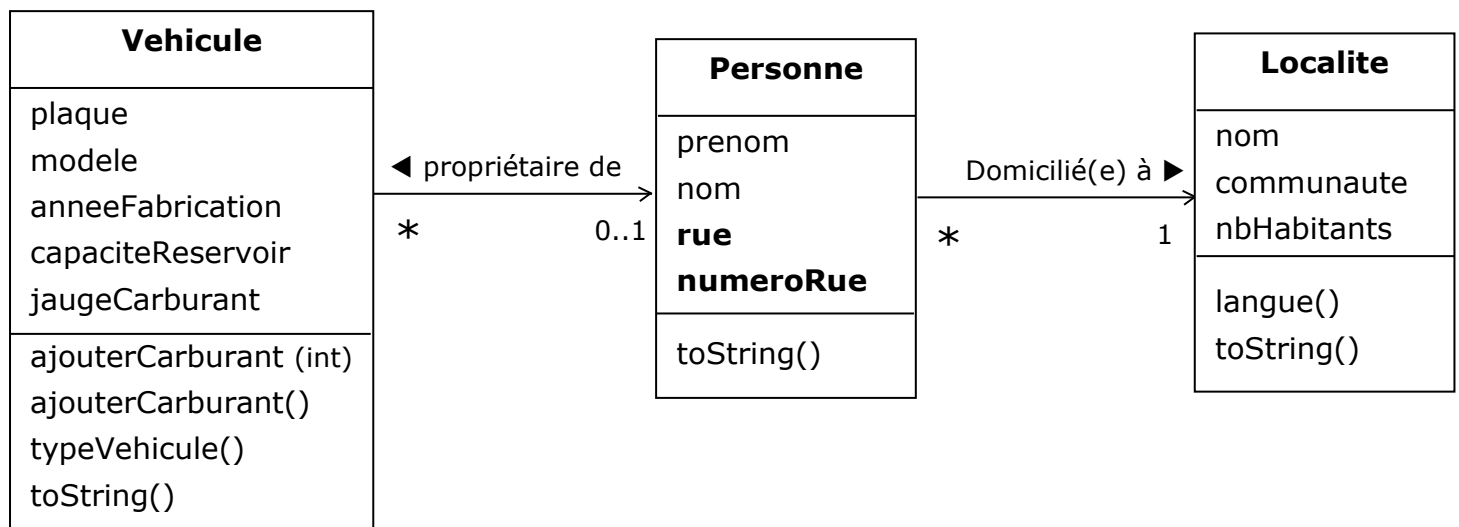 Vehicule
plaque
modele
anneeFabrication
capaciteReservoir
jaugeCarburant
ajouterCarburant (int)
ajouterCarburant()
typeVehicule()
toString()
◄ propriétaire de
*
0..1
Personne
prenom
nom
rue
numeroRue
toString()
Domicilié(e) à ►
*
1
Localite
nom
communaute
nbHabitants
langue()
toString()